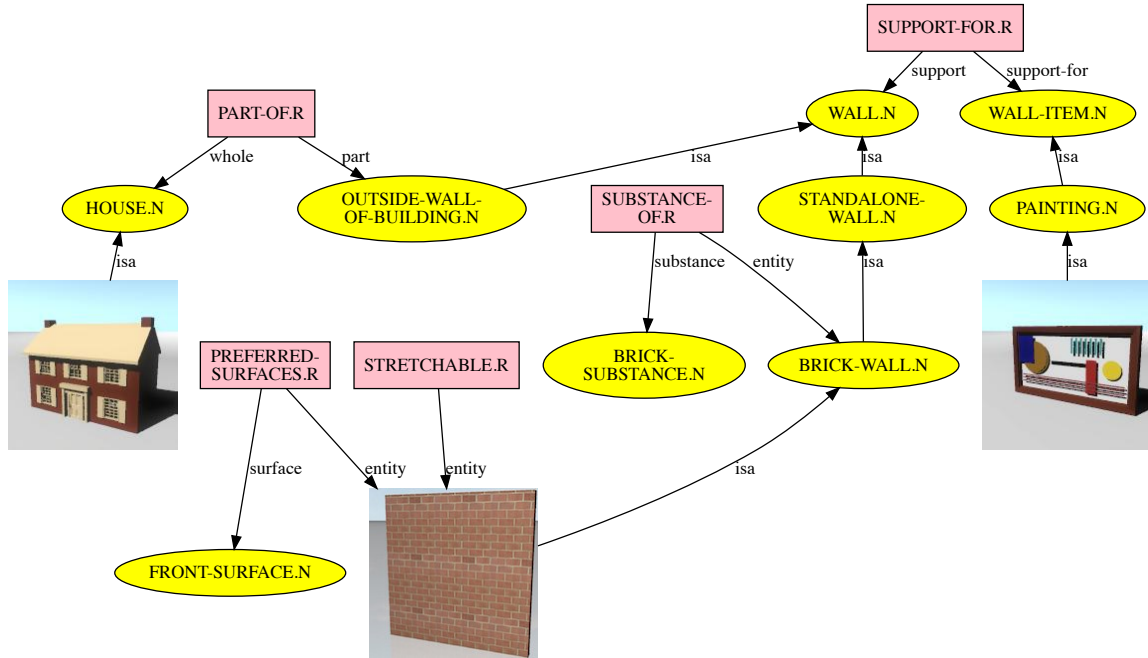 SUPPORT-FOR.R
support
support-for
PART-OF.R
WALL.N
WALL-ITEM.N
whole
part
isa
isa
isa
HOUSE.N
OUTSIDE-WALL-
OF-BUILDING.N
SUBSTANCE-
OF.R
STANDALONE-
WALL.N
PAINTING.N
isa
substance
entity
isa
isa
PREFERRED-
SURFACES.R
STRETCHABLE.R
BRICK-
SUBSTANCE.N
BRICK-WALL.N
surface
entity
entity
isa
FRONT-SURFACE.N